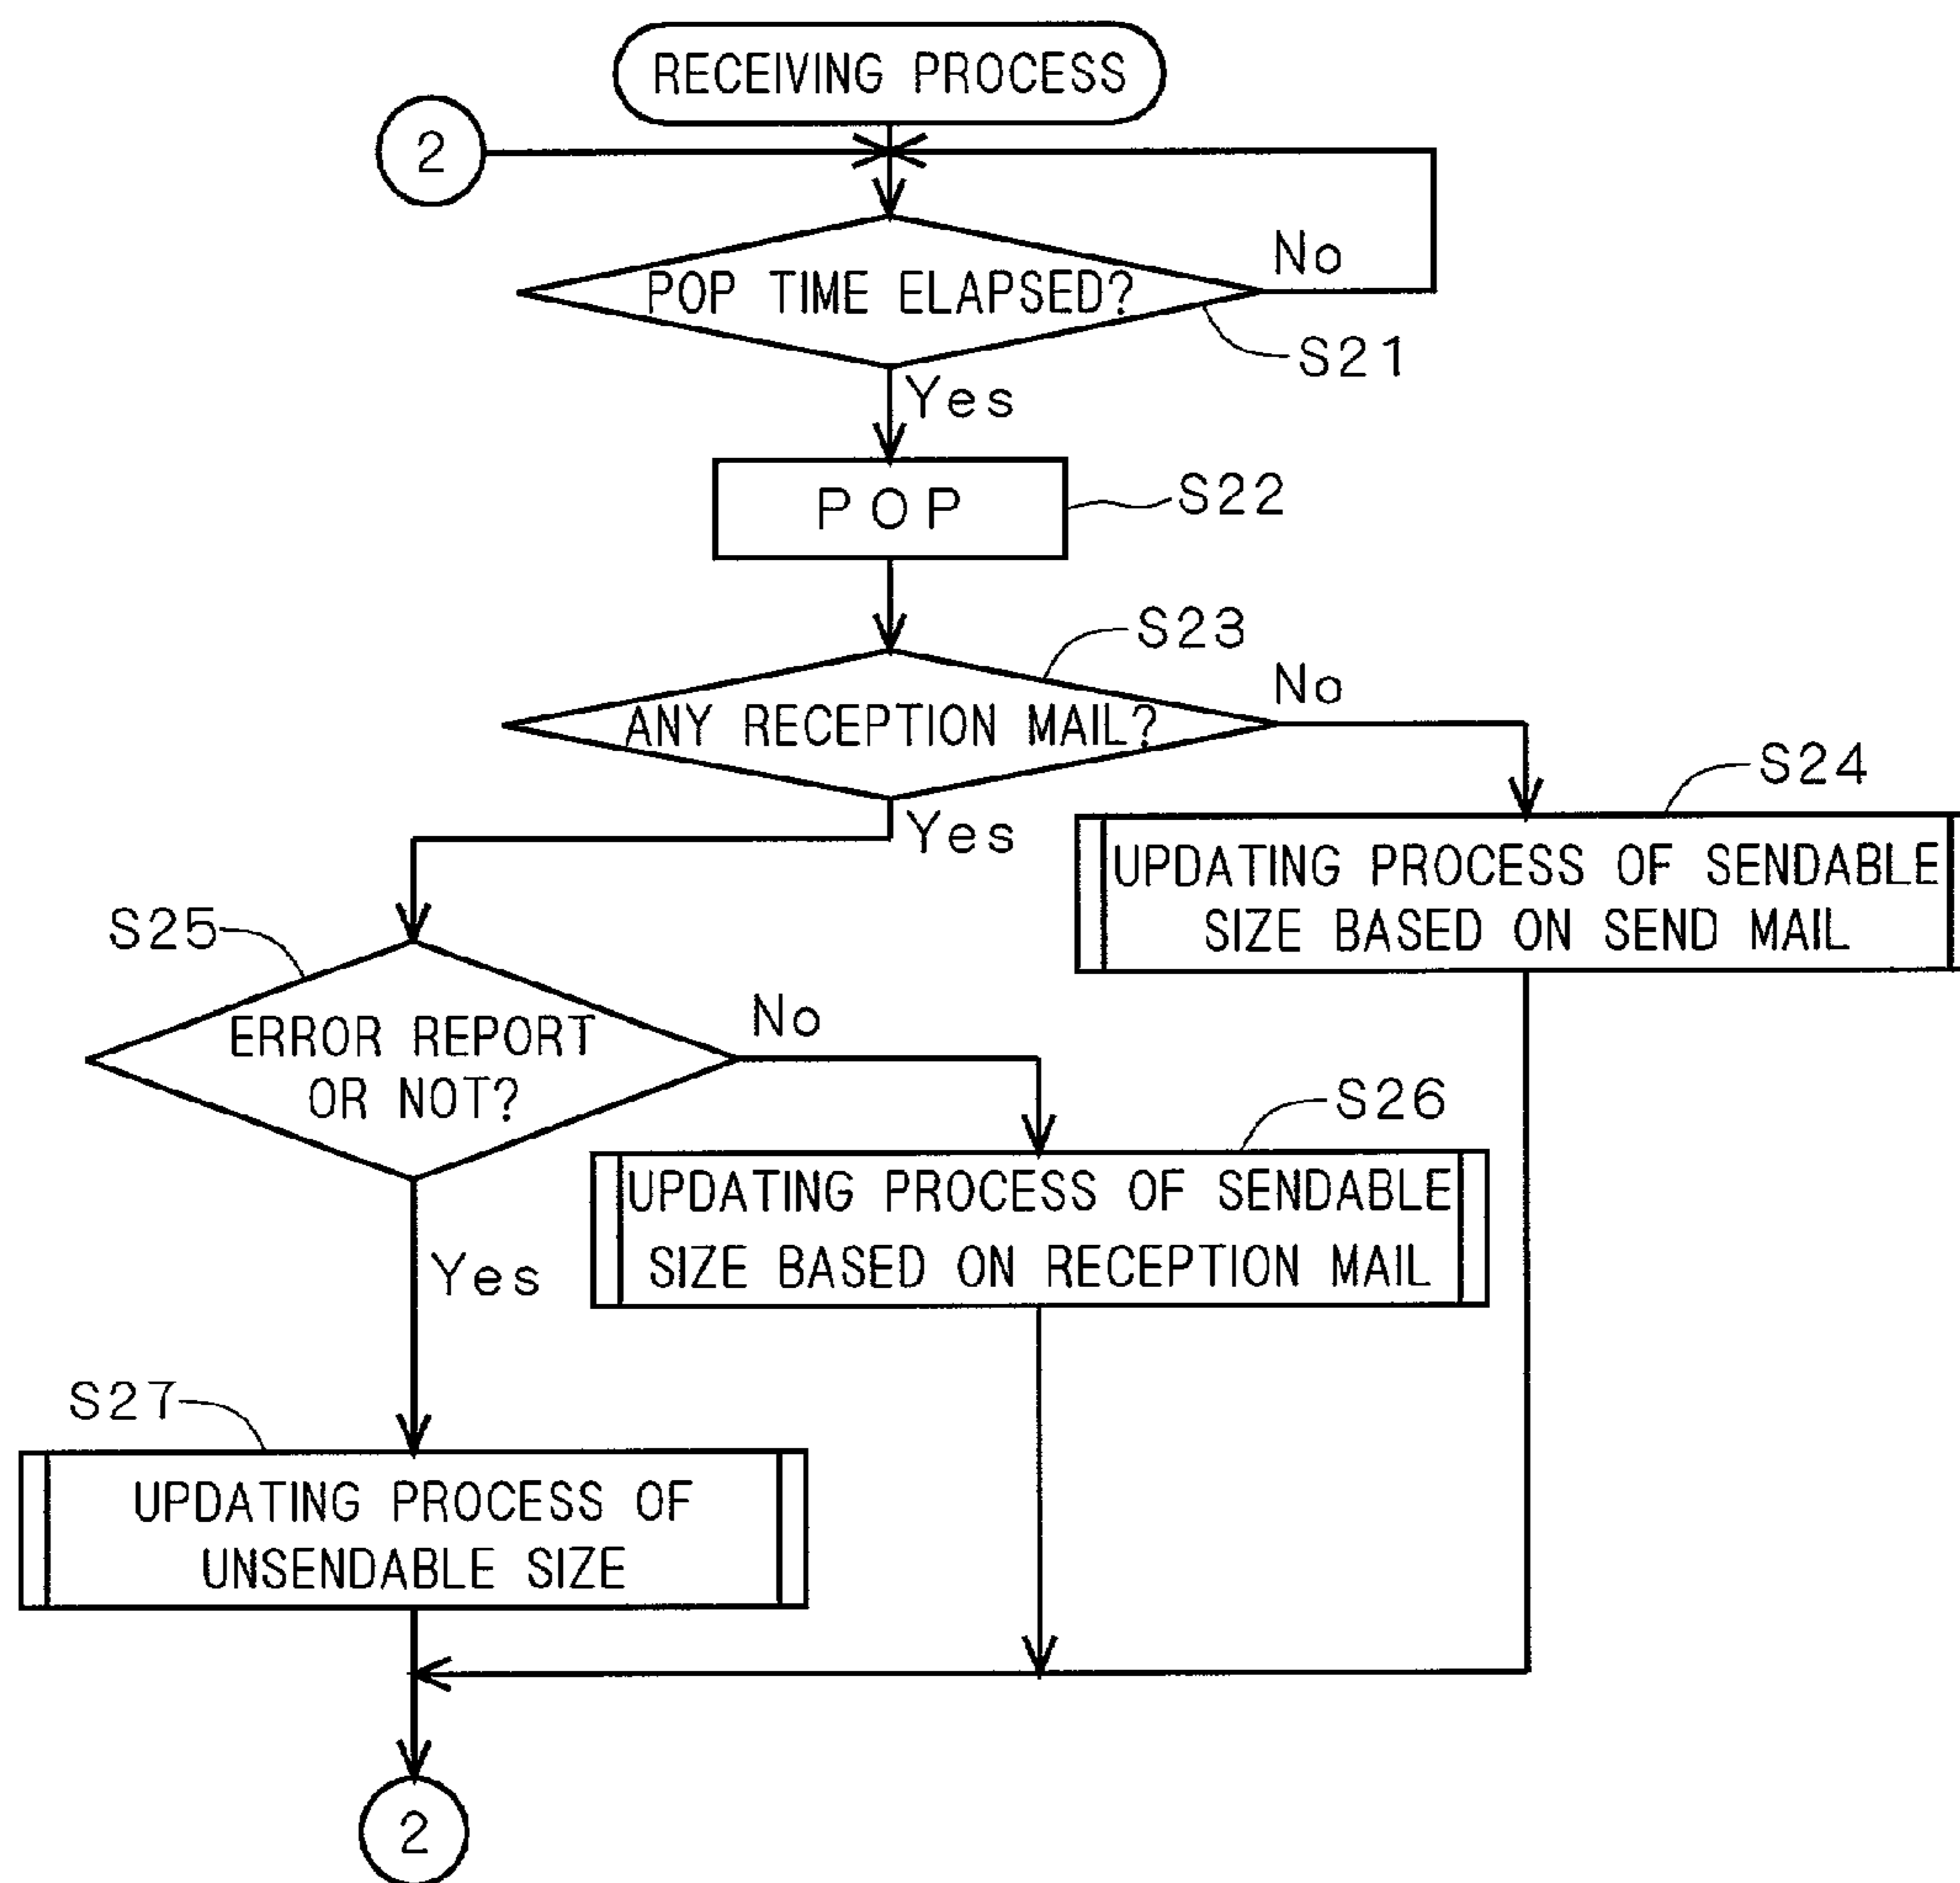 RECEIVING PROCESS
2
No
POP TIME ELAPSED?
S21
Yes
POP
S22
S23
No
ANY RECEPTION MAIL?
Yes
S24
UPDATING PROCESS OF SENDABLE
SIZE BASED ON SEND MAIL
S25
ERROR REPORT
OR NOT?
No
S26
UPDATING PROCESS OF SENDABLE
SIZE BASED ON RECEPTION MAIL
Yes
S27
UPDATING PROCESS OF
UNSENDABLE SIZE
2